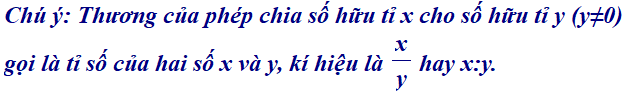 Chú ý: Thương của phép chia số hữu tỉ x cho số hữu tỉ y (y≠0)
gọi là tỉ số của hai số x và y, kí hiệu là x/y hay x:y.